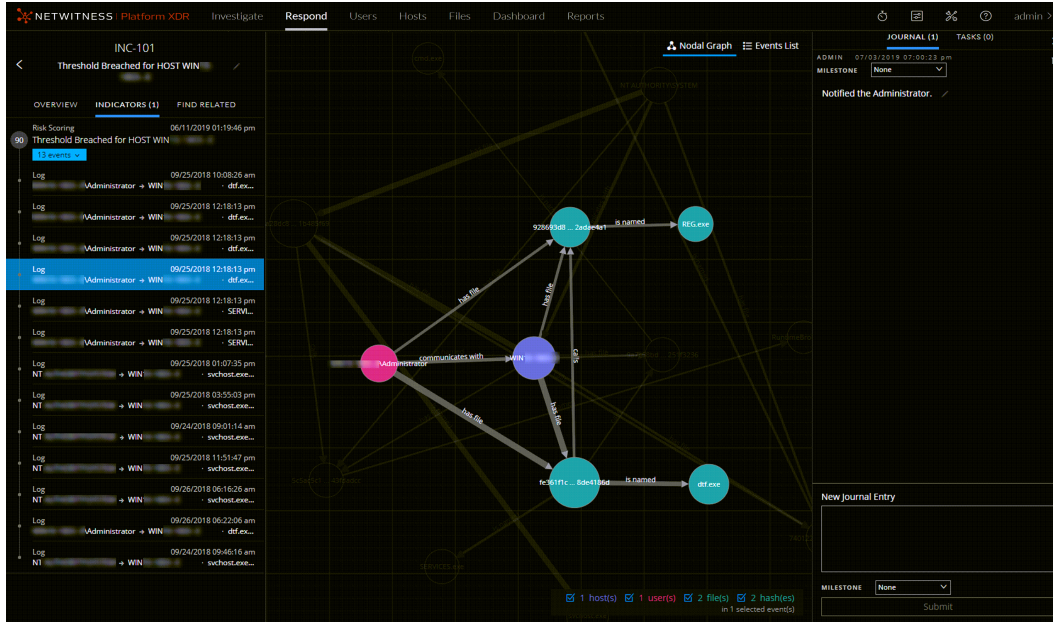 NETWITNESS Platform XDR
Investigate
Respond
Users
Hosts
Files
Dashboard
Reports
admin
INC-101
Threshold Breached for HOST WIN
OVERVIEW
INDICATORS (1)
FIND RELATED
Risk Scoring 06/11/2019 01:19:46 pm
90 Threshold Breached for HOST WIN
13 events
Log 09/25/2018 10:08:26 am
\Administrator → WIN · dtf.ex...
Log 09/25/2018 12:18:13 pm
\Administrator → WIN · dtf.ex...
Log 09/25/2018 12:18:13 pm
\Administrator → WIN · dtf.ex...
Log 09/25/2018 12:18:13 pm
\Administrator → WIN · dtf.ex...
Log 09/25/2018 12:18:13 pm
\Administrator → WIN · SERVI...
Log 09/25/2018 12:18:13 pm
\Administrator → WIN · SERVI...
Log 09/25/2018 01:07:35 pm
NT → WIN · svchost.exe...
Log 09/25/2018 03:55:03 pm
NT → WIN · svchost.exe...
Log 09/24/2018 09:01:14 am
NT → WIN · svchost.exe...
Log 09/25/2018 11:51:47 pm
NT → WIN · svchost.exe...
Log 09/26/2018 06:16:26 am
NT → WIN · svchost.exe...
Log 09/26/2018 06:22:06 am
\Administrator → WIN · dtf.ex...
Log 09/24/2018 09:46:16 am
NT → WIN · svchost.exe...
Nodal Graph
Events List
cmd.exe
NT AUTHORITY\SYSTEM
928693d8 ... 2adae4a1
is named
REG.exe
has file
has file
calls
\Administrator
communicates with
WIN
has file
has file
fe361f1c ... 8de4186d
is named
dtf.exe
SERVICES.exe
1 host(s) 1 user(s) 2 file(s) 2 hash(es)
in 1 selected event(s)
JOURNAL (1)
TASKS (0)
ADMIN 07/03/2019 07:00:23 pm
MILESTONE None
Notified the Administrator.
New Journal Entry
MILESTONE None
Submit